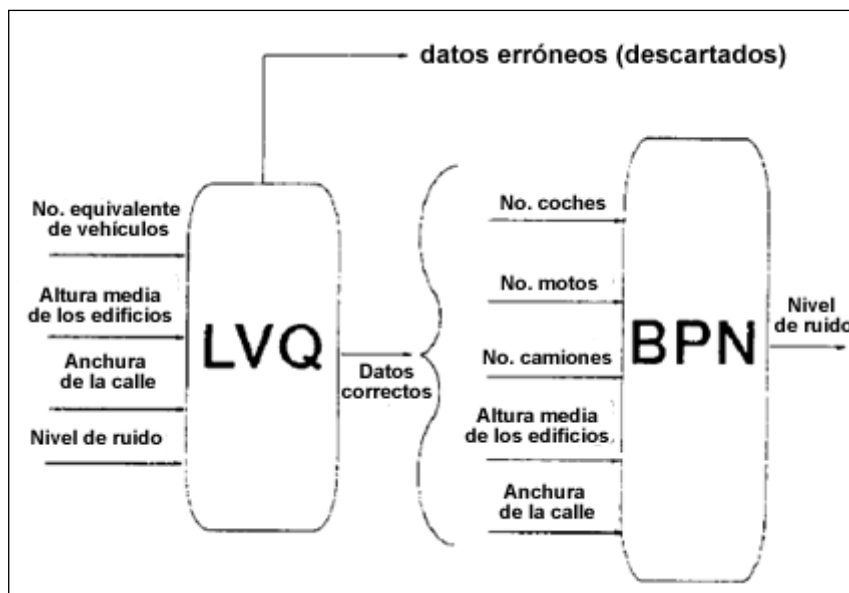 datos erróneos (descartados)
No. equivalente
de vehículos
Altura media
de los edificios
Anchura
de la calle
Nivel de ruido
LVQ
Datos
correctos
No. coches
No. motos
No. camiones
Altura media
de los edificios
Anchura
de la calle
BPN
Nivel
de ruido